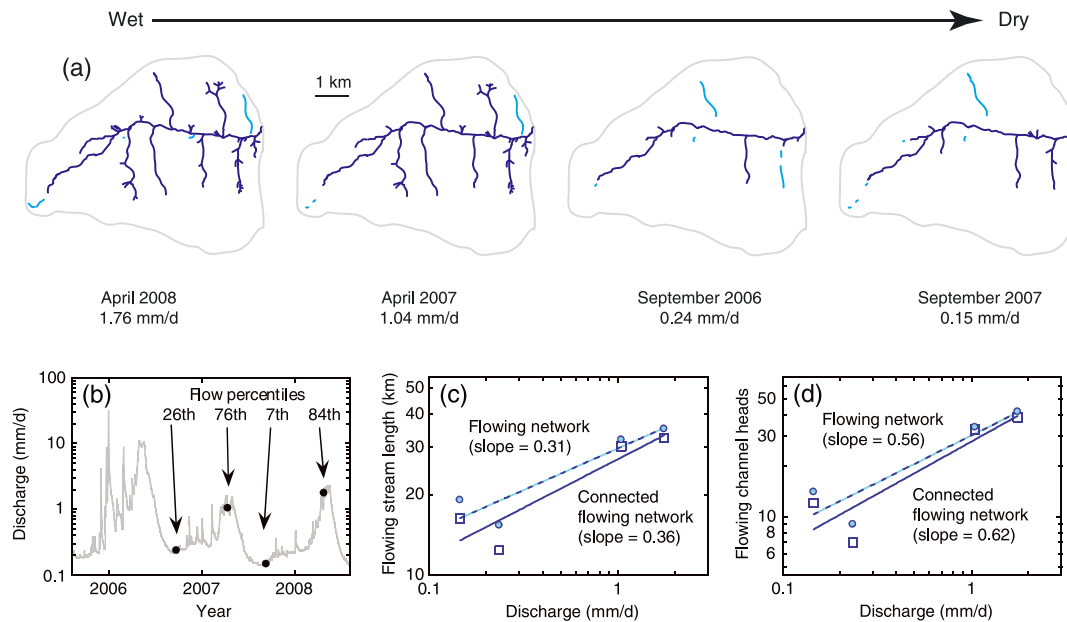 Wet
Dry
(a)
1 km
April 2008
1.76 mm/d
April 2007
1.04 mm/d
September 2006
0.24 mm/d
September 2007
0.15 mm/d
(b)
Flow percentiles
26th 76th 7th 84th
100
10
1
0.1
Discharge (mm/d)
2006 2007 2008
Year
(c)
Flowing network
(slope = 0.31)
Connected
flowing network
(slope = 0.36)
50
40
30
20
10
Flowing stream length (km)
0.1 1
Discharge (mm/d)
(d)
Flowing network
(slope = 0.56)
Connected
flowing network
(slope = 0.62)
50
30
10
8
6
Flowing channel heads
0.1 1
Discharge (mm/d)